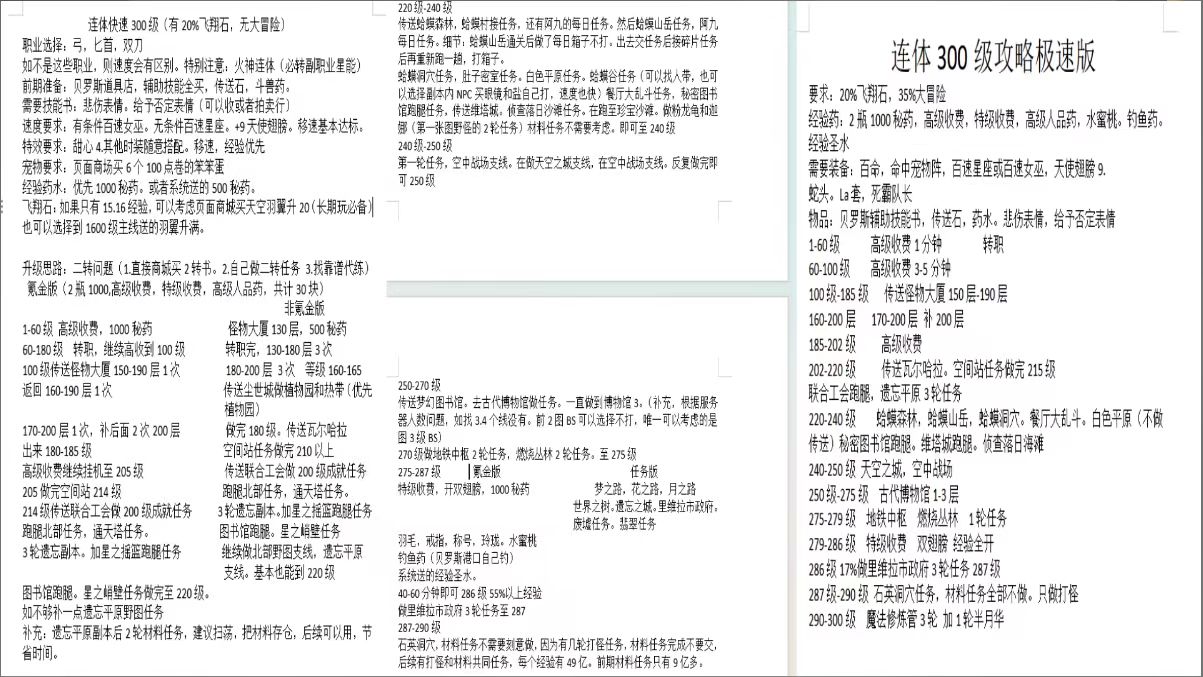 连体快速 300 级（有 20%飞翔石，无大冒险）
职业选择：弓，匕首，双刀
如不是这些职业，则速度会有区别。特别注意：火神连体（必转副职业星能）
前期准备：贝罗斯道具店，辅助技能全买，传送石，斗兽药。
需要技能书：悲伤表情。给予否定表情（可以收或者拍卖行）
速度要求：有条件百速女巫。无条件百速星座。+9 天使翅膀。移速基本达标。
特效要求：甜心 4.其他时装随意搭配。移速，经验优先
宠物要求：页面商场买 6 个 100 点卷的笨笨蛋
经验药水：优先 1000 秘药。或者系统送的 500 秘药。
飞翔石：如果只有 15.16 经验，可以考虑页面商城买天空羽翼升 20（长期玩必备）
也可以选择到 1600 级主线送的羽翼升满。
升级思路：二转问题（1.直接商城买 2 转书。2.自己做二转任务 3.找靠谱代练）
氪金版（2 瓶 1000,高级收费，特级收费，高级人品药，共计 30 块）
非氪金版
1-60 级 高级收费，1000 秘药 怪物大厦 130 层，500 秘药
60-180 级 转职，继续高收到 100 级 转职完，130-180 层 3 次
100 级传送怪物大厦 150-190 层 1 次 180-200 层 3 次 等级 160-165
返回 160-190 层 1 次 传送尘世城做植物园和热带（优先
植物园）
170-200 层 1 次，补后面 2 次 200 层 做完 180 级。传送瓦尔哈拉
出来 180-185 级 空间站任务做完 210 以上
高级收费继续挂机至 205 级 传送联合工会做 200 级成就任务
205 做完空间站 214 级 跑腿北部任务，通天塔任务。
214 级传送联合工会做 200 级成就任务 3 轮遗忘副本。加星之摇篮跑腿任务
跑腿北部任务，通天塔任务。 图书馆跑腿。星之峭壁任务
3 轮遗忘副本。加星之摇篮跑腿任务 继续做北部野图支线，遗忘平原
支线。基本也能到 220 级
图书馆跑腿。星之峭壁任务做完至 220 级。
如不够补一点遗忘平原野图任务
补充：遗忘平原副本后 2 轮材料任务，建议扫荡，把材料存仓，后续可以用，节
省时间。
220 级-240 级
传送蛤蟆森林，蛤蟆村接任务，还有阿九的每日任务。然后蛤蟆山岳任务，阿九
每日任务。细节：蛤蟆山岳通关后做了每日箱子不打。出去交任务后接碎片任务
后再重新跑一趟，打箱子。
蛤蟆洞穴任务，肚子密室任务。白色平原任务。蛤蟆谷任务（可以找人带，也可
以选择副本内 NPC 买眼镜和盐自己打，速度也快）餐厅大乱斗任务，秘密图书
馆跑腿任务，传送维塔城。侦查落日沙滩任务。在跑至珍宝沙滩。做粉龙龟和迦
娜（第一张图野怪的 2 轮任务）材料任务不需要考虑。即可至 240 级
240 级-250 级
第一轮任务，空中战场支线。在做天空之城支线，在空中战场支线。反复做完即
可 250 级
250-270 级
传送梦幻图书馆。去古代博物馆做任务。一直做到博物馆 3。（补充，根据服务
器人数问题，如找 3.4 个线没有。前 2 图 BS 可以选择不打，唯一可以考虑的是
图 3 级 BS）
270 级做地铁中枢 2 轮任务，燃烧丛林 2 轮任务。至 275 级
275-287 级 氪金版 任务版
特级收费，开双翅膀，1000 秘药 梦之路，花之路，月之路
世界之树。遗忘之城。里维拉市政府。
废墟任务。翡翠任务
羽毛，戒指，称号，玲珑。水蜜桃
钓鱼药（贝罗斯港口自己钓）
系统送的经验圣水。
40-60 分钟即可 286 级 55%以上经验
做里维拉市政府 3 轮任务至 287
287-290 级
石英洞穴，材料任务不需要刻意做，因为有几轮打怪任务，材料任务完成不要交，
后续有打怪和材料共同任务，每个经验有 49 亿。前期材料任务只有 9 亿多。
连体 300 级攻略极速版
要求：20%飞翔石，35%大冒险
经验药：2 瓶 1000 秘药，高级收费，特级收费，高级人品药，水蜜桃。钓鱼药。
经验圣水
需要装备：百命，命中宠物阵，百速星座或百速女巫，天使翅膀 9.
蛇头。La 套，死霸队长
物品：贝罗斯辅助技能书，传送石，药水。悲伤表情，给予否定表情
1-60 级 高级收费 1 分钟 转职
60-100 级 高级收费 3-5 分钟
100 级-185 级 传送怪物大厦 150 层-190 层
160-200 层 170-200 层 补 200 层
185-202 级 高级收费
202-220 级 传送瓦尔哈拉。空间站任务做完 215 级
联合工会跑腿，遗忘平原 3 轮任务
220-240 级 蛤蟆森林，蛤蟆山岳，蛤蟆洞穴。餐厅大乱斗。白色平原（不做
传送）秘密图书馆跑腿。维塔城跑腿。侦查落日海滩
240-250 级 天空之城，空中战场
250 级-275 级 古代博物馆 1-3 层
275-279 级 地铁中枢 燃烧丛林 1 轮任务
279-286 级 特级收费 双翅膀 经验全开
286 级 17%做里维拉市政府 3 轮任务 287 级
287 级-290 级 石英洞穴任务，材料任务全部不做。只做打怪
290-300 级 魔法修炼管 3 轮 加 1 轮半月华